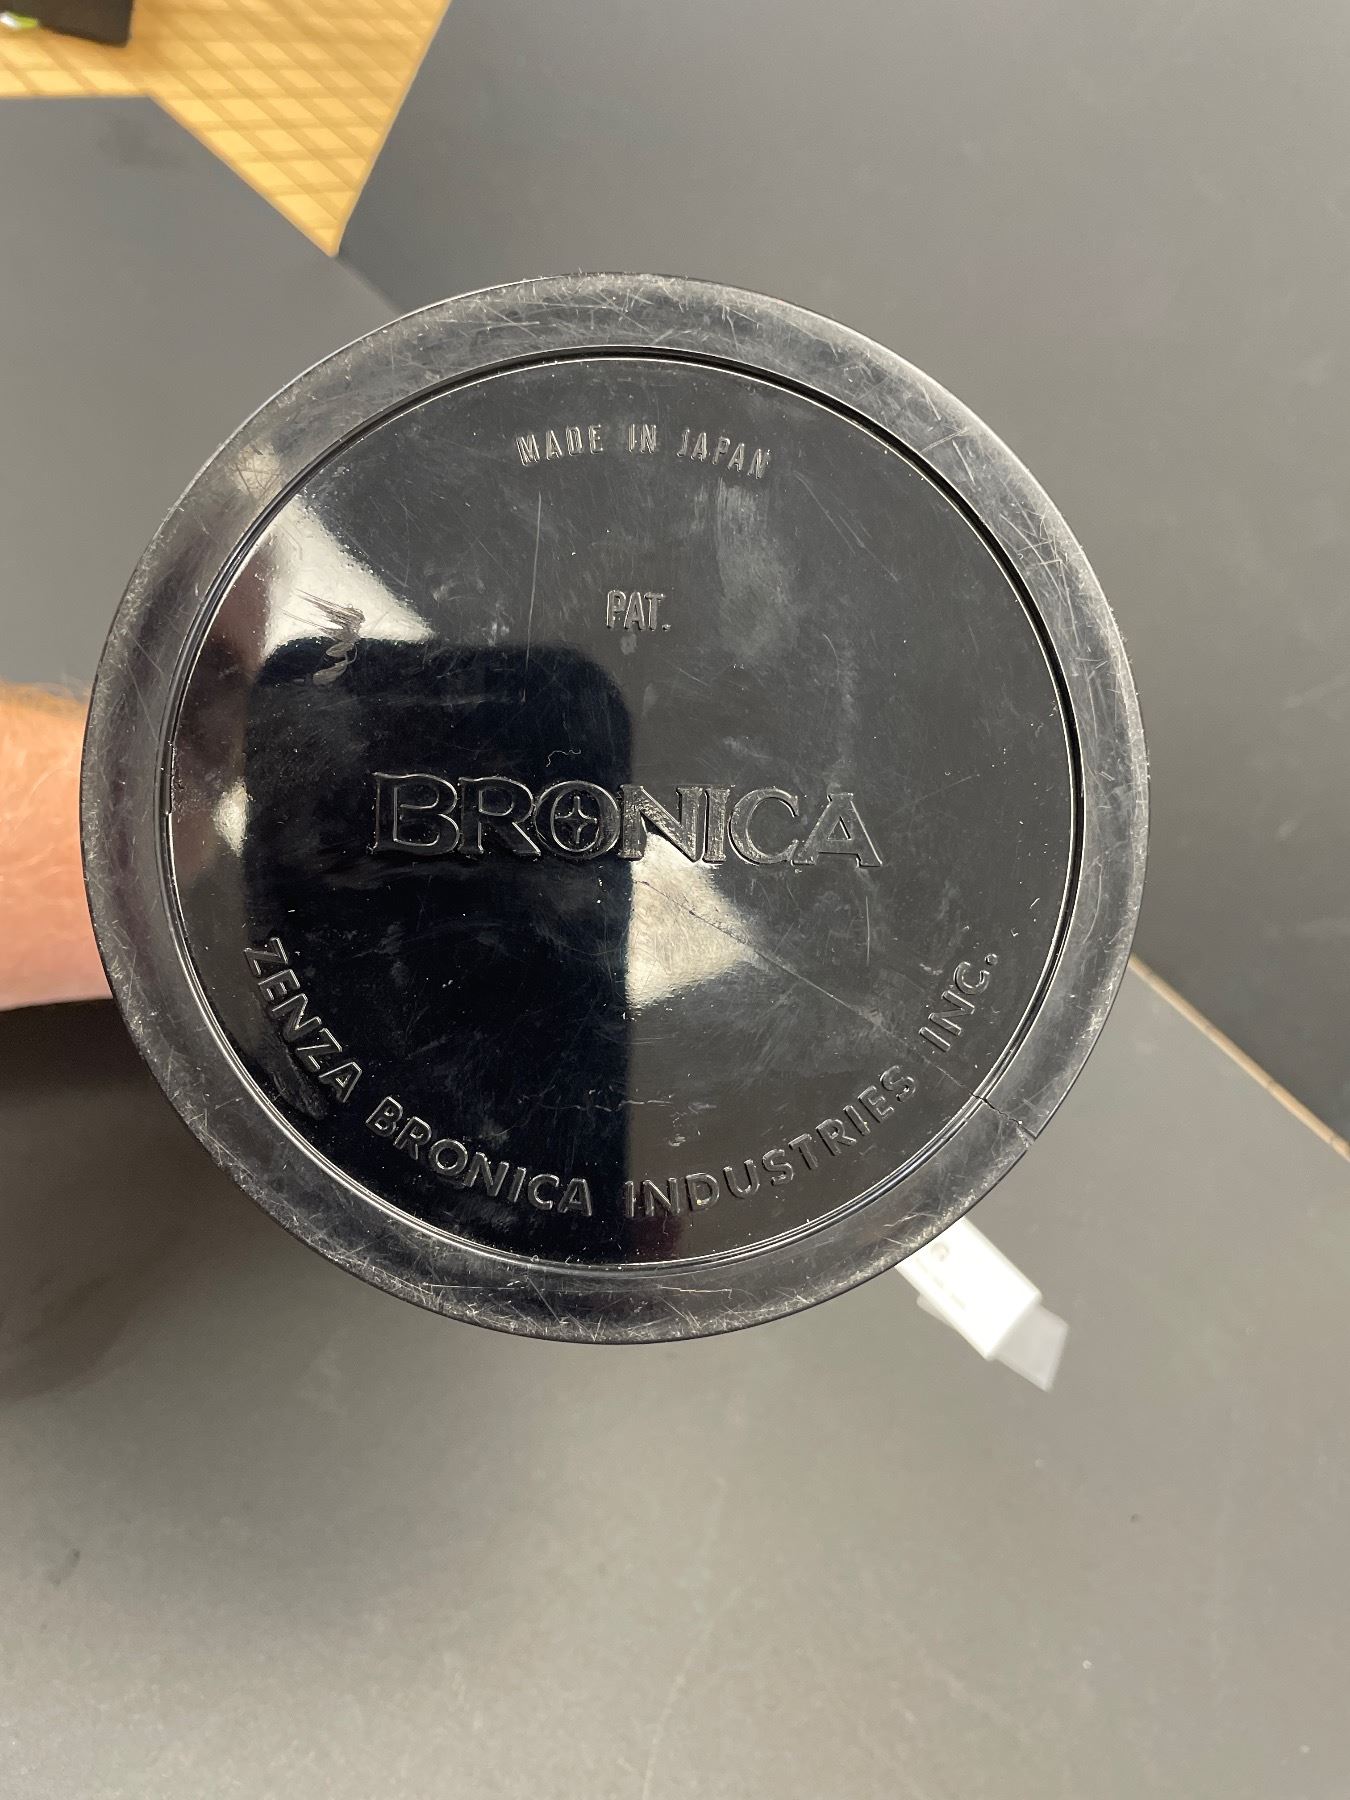 MADE IN JAPAN
PAT.
BRONICA
ZENZA BRONICA INDUSTRIES INC.